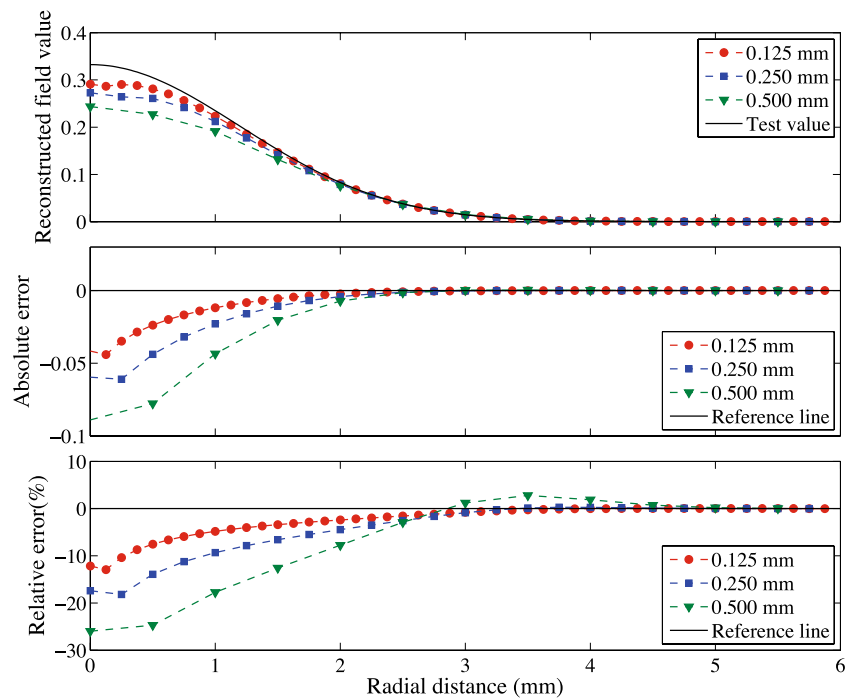 Reconstructed field value
0.4
0.3
0.2
0.1
0
0.125 mm
0.250 mm
0.500 mm
Test value
Absolute error
0
−0.05
−0.1
0.125 mm
0.250 mm
0.500 mm
Reference line
Relative error(%)
10
0
−10
−20
−30
0.125 mm
0.250 mm
0.500 mm
Reference line
0 1 2 3 4 5 6
Radial distance (mm)